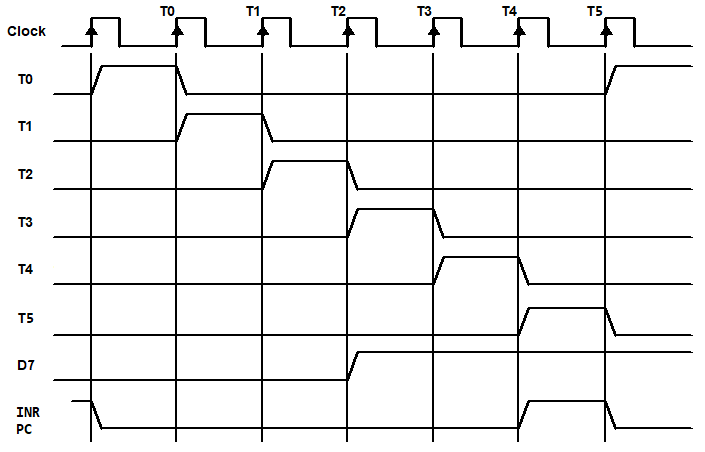 T0 T1 T2 T3 T4 T5
Clock
T0
T1
T2
T3
T4
T5
D7
INR
PC